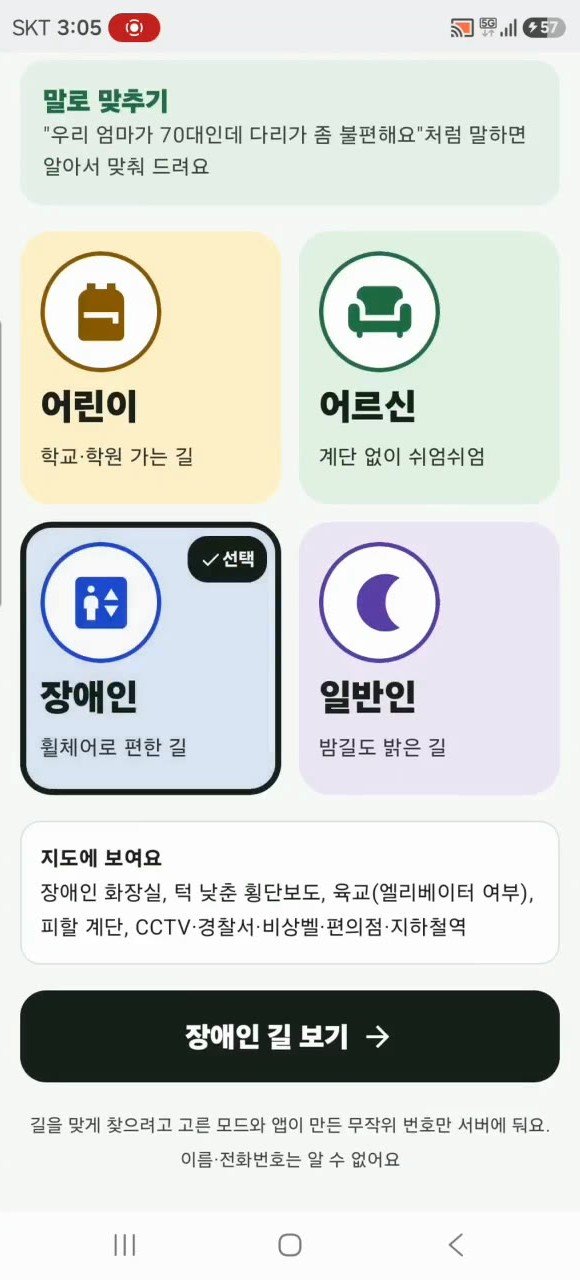 SKT 3:05 5G 57
말로 맞추기
"우리 엄마가 70대인데 다리가 좀 불편해요"처럼 말하면
알아서 맞춰 드려요
어린이
학교·학원 가는 길
어르신
계단 없이 쉬엄쉬엄
선택
장애인
휠체어로 편한 길
일반인
밤길도 밝은 길
지도에 보여요
장애인 화장실, 턱 낮춘 횡단보도, 육교(엘리베이터 여부),
피할 계단, CCTV·경찰서·비상벨·편의점·지하철역
장애인 길 보기 →
길을 맞게 찾으려고 고른 모드와 앱이 만든 무작위 번호만 서버에 둬요.
이름·전화번호는 알 수 없어요